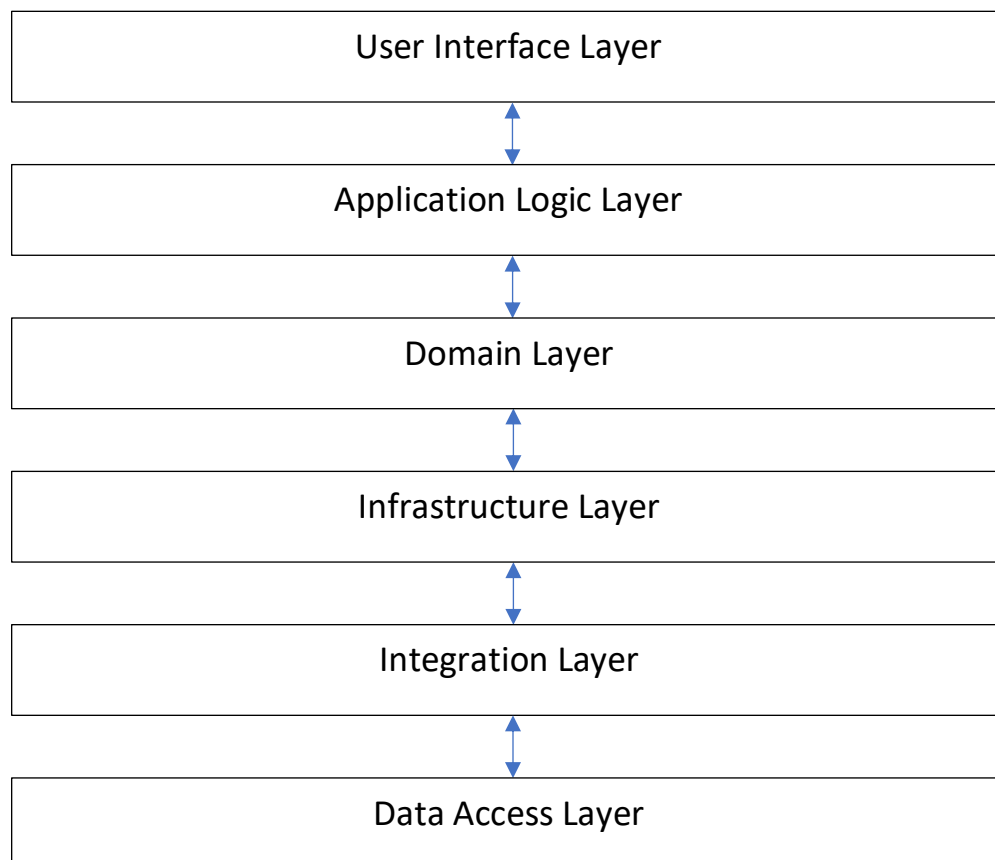 User Interface Layer
Application Logic Layer
Domain Layer
Infrastructure Layer
Integration Layer
Data Access Layer